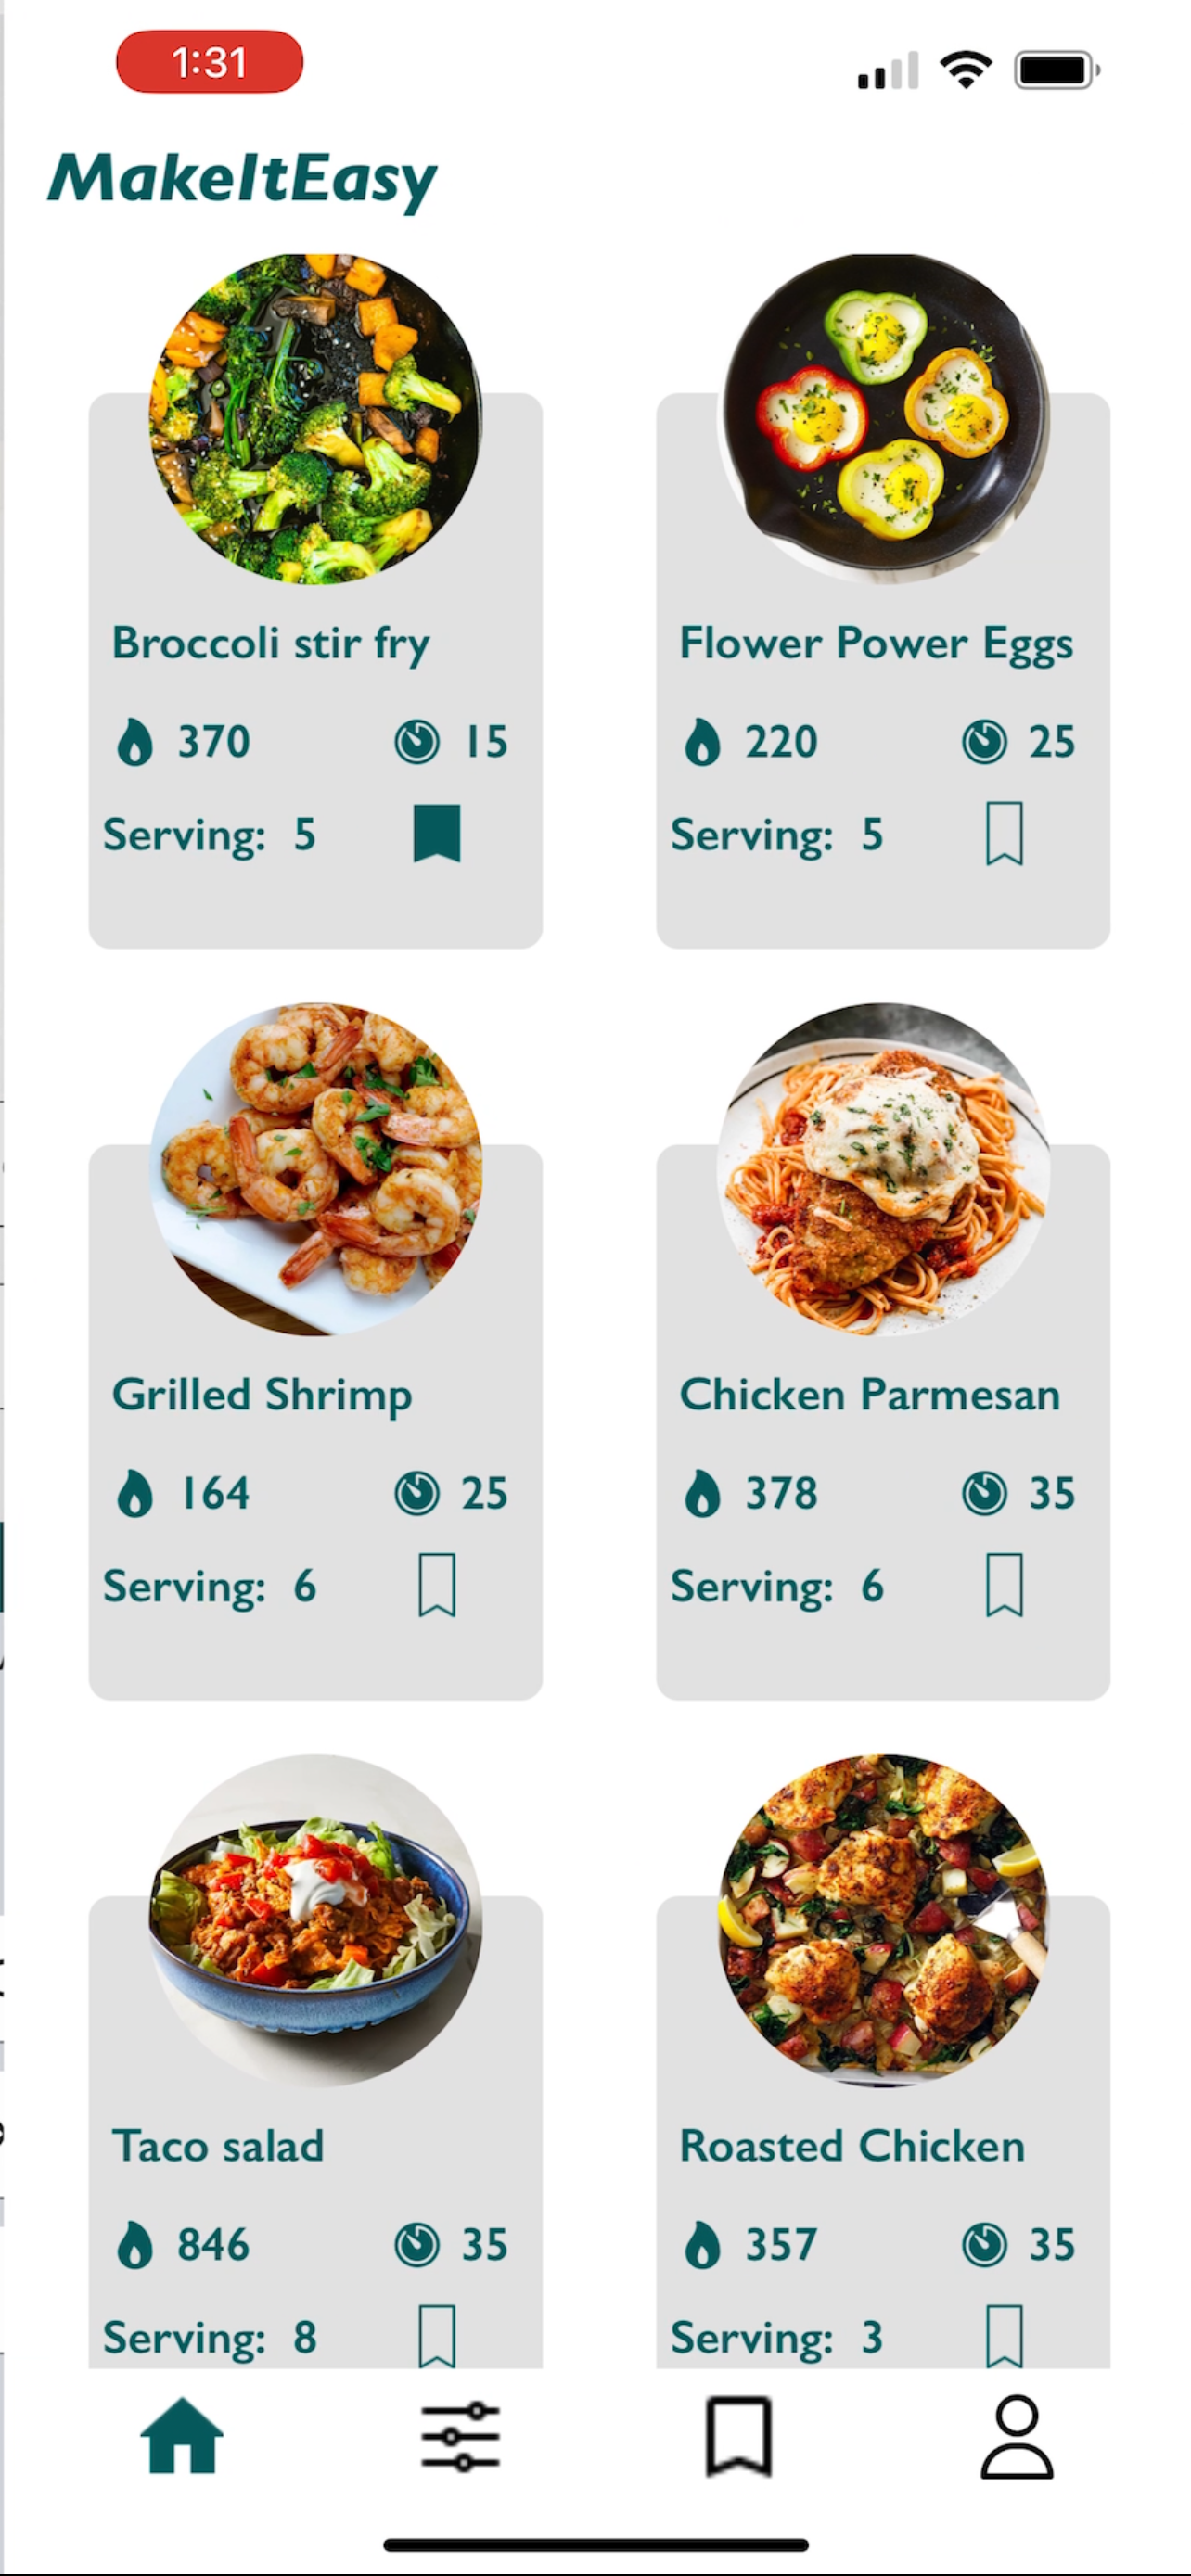 1:31
MakeItEasy
Broccoli stir fry
370 15
Serving: 5
Flower Power Eggs
220 25
Serving: 5
Grilled Shrimp
164 25
Serving: 6
Chicken Parmesan
378 35
Serving: 6
Taco salad
846 35
Serving: 8
Roasted Chicken
357 35
Serving: 3